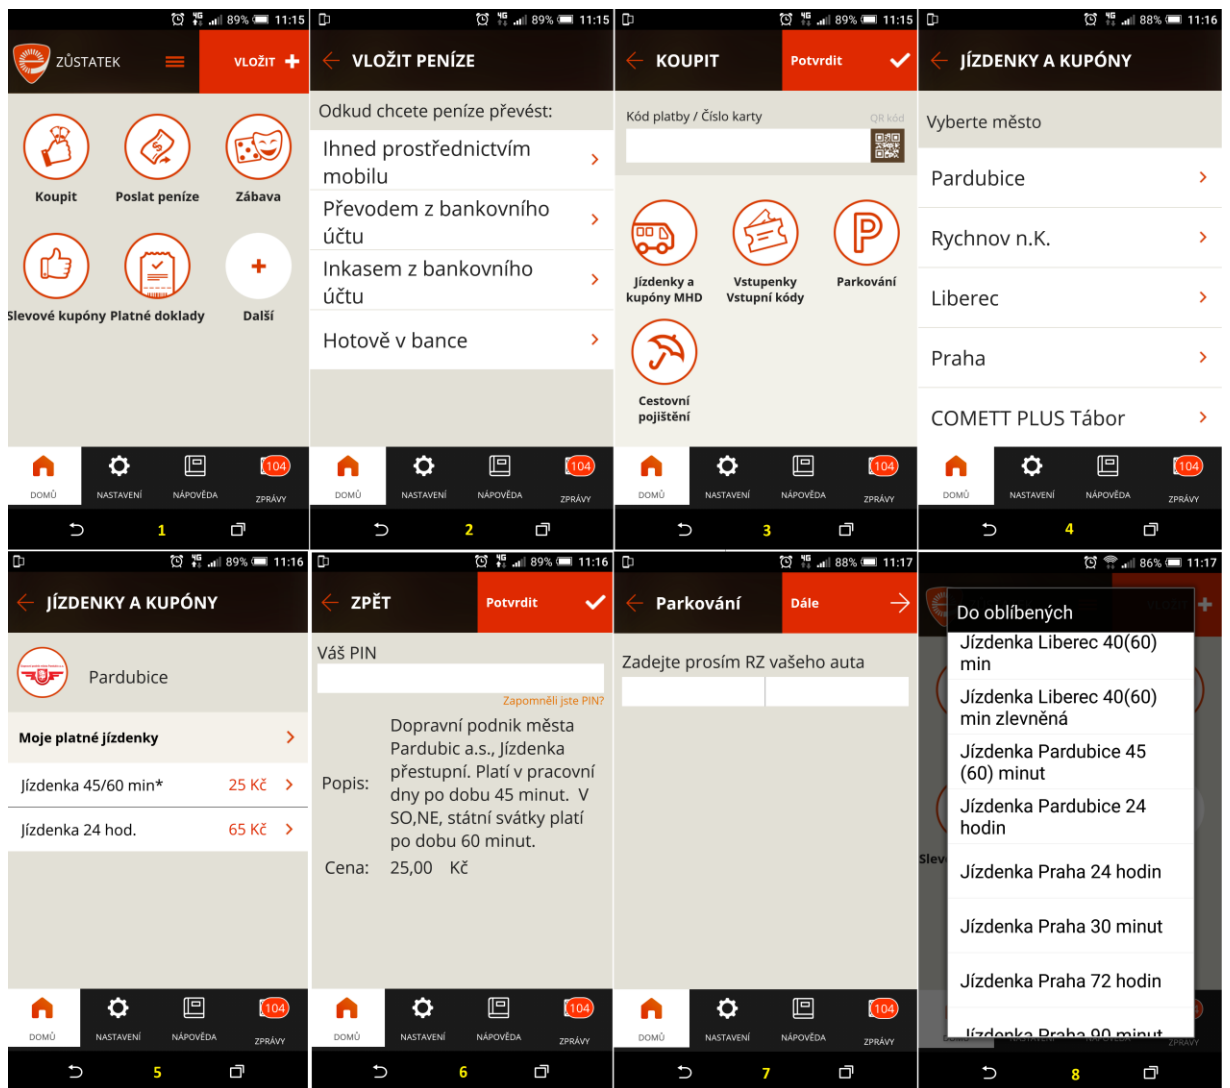 89% 11:15
ZŮSTATEK
VLOŽIT
Koupit Poslat peníze Zábava
Slevové kupóny Platné doklady Další
DOMŮ NASTAVENÍ NÁPOVĚDA ZPRÁVY
104
1
4G 89% 11:15
VLOŽIT PENÍZE
Odkud chcete peníze převést:
Ihned prostřednictvím
mobilu
Převodem z bankovního
účtu
Inkasem z bankovního
účtu
Hotově v bance
DOMŮ NASTAVENÍ NÁPOVĚDA ZPRÁVY
104
2
4G 89% 11:15
KOUPIT
Potvrdit
Kód platby / Číslo karty
QR kód
Jízdenky a
kupóny MHD
Vstupenky
Vstupní kódy
Parkování
Cestovní
pojištění
DOMŮ NASTAVENÍ NÁPOVĚDA ZPRÁVY
104
3
4G 88% 11:16
JÍZDENKY A KUPÓNY
Vyberte město
Pardubice
Rychnov n.K.
Liberec
Praha
COMETT PLUS Tábor
DOMŮ NASTAVENÍ NÁPOVĚDA ZPRÁVY
104
4
4G 89% 11:16
JÍZDENKY A KUPÓNY
Pardubice
Moje platné jízdenky
Jízdenka 45/60 min* 25 Kč
Jízdenka 24 hod. 65 Kč
DOMŮ NASTAVENÍ NÁPOVĚDA ZPRÁVY
104
5
4G 89% 11:16
ZPĚT
Potvrdit
Váš PIN
Zapomněli jste PIN?
Popis:
Dopravní podnik města
Pardubic a.s., Jízdenka
přestupní. Platí v pracovní
dny po dobu 45 minut. V
SO,NE, státní svátky platí
po dobu 60 minut.
Cena: 25,00 Kč
DOMŮ NASTAVENÍ NÁPOVĚDA ZPRÁVY
104
6
4G 88% 11:17
Parkování
Dále
Zadejte prosím RZ vašeho auta
DOMŮ NASTAVENÍ NÁPOVĚDA ZPRÁVY
104
7
86% 11:17
Do oblíbených
Jízdenka Liberec 40(60)
min
Jízdenka Liberec 40(60)
min zlevněná
Jízdenka Pardubice 45
(60) minut
Jízdenka Pardubice 24
hodin
Jízdenka Praha 24 hodin
Jízdenka Praha 30 minut
Jízdenka Praha 72 hodin
Jízdenka Praha 90 minut
8